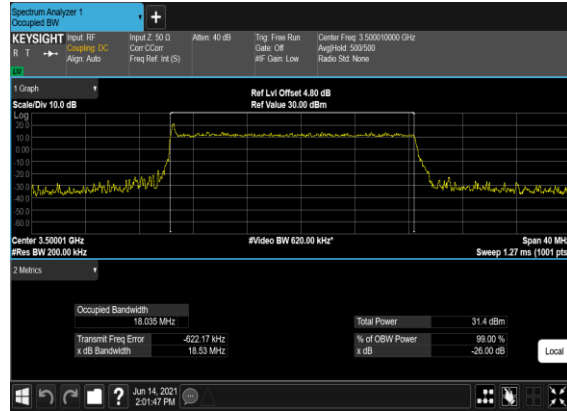 Spectrum Analyzer 1
Occupied BW
+
KEYSIGHT
R T
Input: RF
Coupling: DC
Align: Auto
Input Z: 50 Ω
Corr CCorr
Freq Ref: Int (S)
Atten: 40 dB
Trig: Free Run
Gate: Off
#IF Gain: Low
Center Freq: 3.500010000 GHz
Avg|Hold: 500/500
Radio Std: None
1 Graph
Scale/Div 10.0 dB
Ref Lvl Offset 4.80 dB
Ref Value 30.00 dBm
Log
20.0
10.0
0.00
-10.0
-20.0
-30.0
-40.0
-50.0
-60.0
Center 3.50001 GHz
#Res BW 200.00 kHz
#Video BW 620.00 kHz*
Span 40 MHz
Sweep 1.27 ms (1001 pts
2 Metrics
Occupied Bandwidth
18.035 MHz
Transmit Freq Error -622.17 kHz
x dB Bandwidth 18.53 MHz
Total Power 31.4 dBm
% of OBW Power 99.00 %
x dB -26.00 dB
Local
?
Jun 14, 2021
2:01:47 PM